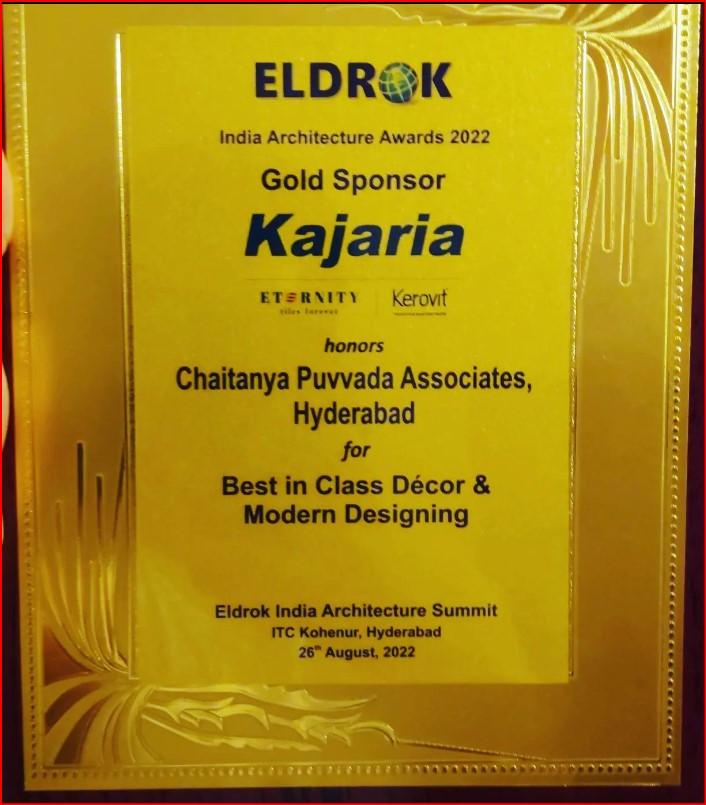 ELDROK
India Architecture Awards 2022
Gold Sponsor
Kajaria
ETERNITY
tiles forever
Kerovit
honors
Chaitanya Puvvada Associates,
Hyderabad
for
Best in Class Décor &
Modern Designing
Eldrok India Architecture Summit
ITC Kohenur, Hyderabad
26th August, 2022